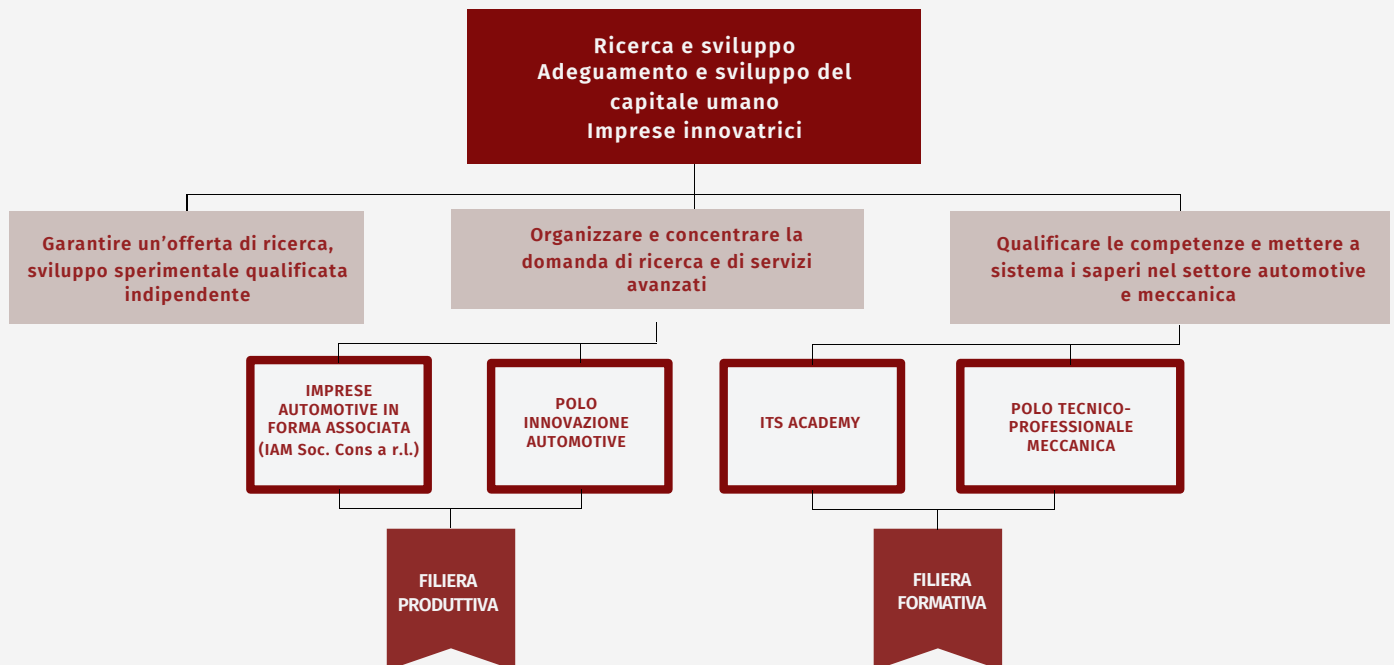 Ricerca e sviluppo
Adeguamento e sviluppo del
capitale umano
Imprese innovatrici
Garantire un’offerta di ricerca,
sviluppo sperimentale qualificata
indipendente
Organizzare e concentrare la
domanda di ricerca e di servizi
avanzati
Qualificare le competenze e mettere a
sistema i saperi nel settore automotive
e meccanica
IMPRESE
AUTOMOTIVE IN
FORMA ASSOCIATA
(IAM Soc. Cons a r.l.)
POLO
INNOVAZIONE
AUTOMOTIVE
ITS ACADEMY
POLO TECNICO-
PROFESSIONALE
MECCANICA
FILIERA
PRODUTTIVA
FILIERA
FORMATIVA